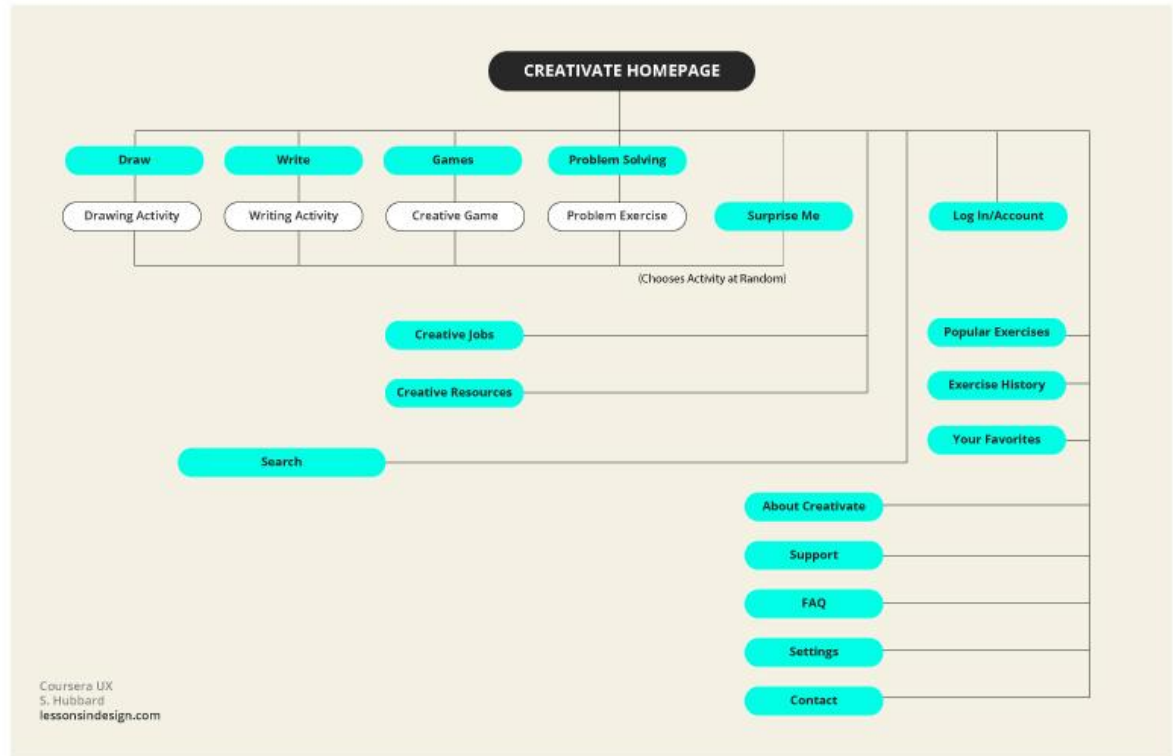 CREATIVATE HOMEPAGE
Draw
Write
Games
Problem Solving
Drawing Activity
Writing Activity
Creative Game
Problem Exercise
Surprise Me
Log In/Account
(Chooses Activity at Random)
Creative Jobs
Popular Exercises
Creative Resources
Exercise History
Your Favorites
Search
About Creativate
Support
FAQ
Settings
Contact
Coursera UX
S. Hubbard
lessonsindesign.com